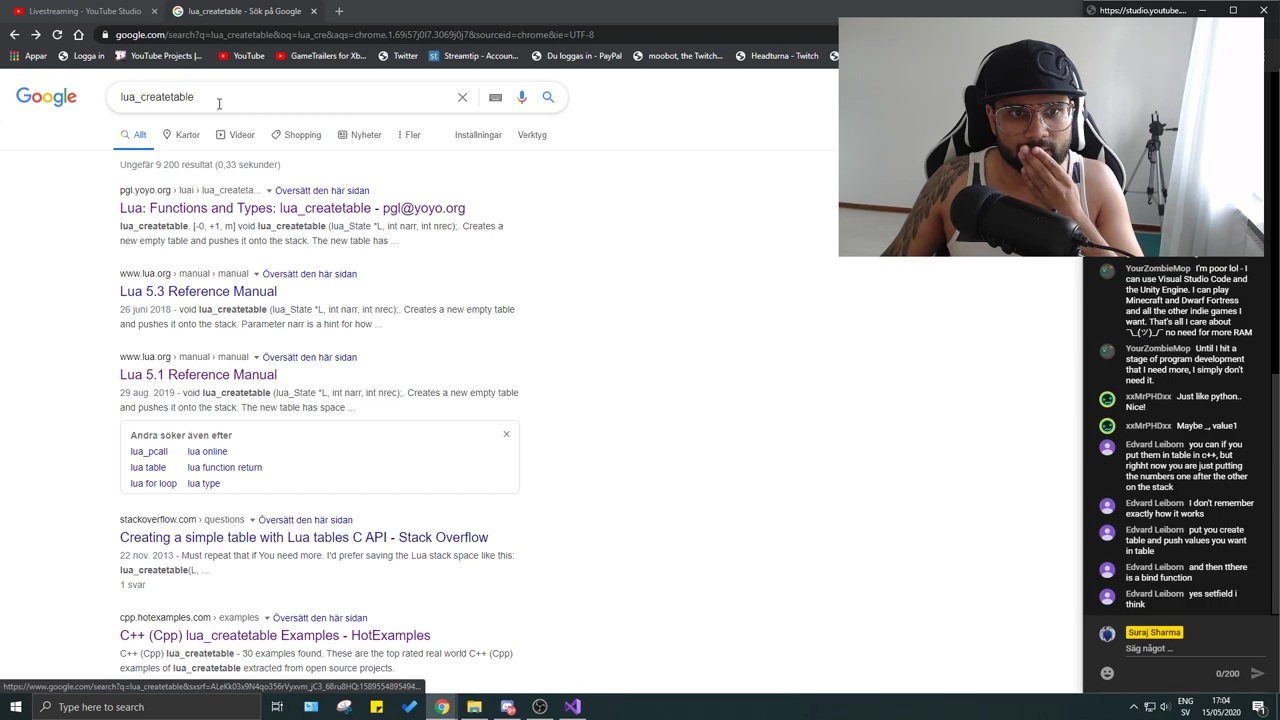 Livestreaming - YouTube Studio
lua_createtable - Sök på Google
https://studio.youtube.c
google.com/search?q=lua_createtable&oq=lua_cre&aqs=chrome.1.69i57j0l7.3069j0j7&sourceid=chrome&ie=UTF-8
Appar
Logga in
YouTube Projects |...
YouTube
GameTrailers for Xb...
Twitter
Streamtip - Accoun...
Du loggas in - PayPal
moobot, the Twitch...
Headturna - Twitch
Bookm
Google
lua_createtable
Allt
Kartor
Videor
Shopping
Nyheter
Fler
Inställningar
Verktyg
Ungefär 9 200 resultat (0,33 sekunder)
pgl.yoyo.org › luai › lua_createta... Översätt den här sidan
Lua: Functions and Types: lua_createtable - pgl@yoyo.org
lua_createtable. [-0, +1, m] void lua_createtable (lua_State *L, int narr, int nrec);. Creates a
new empty table and pushes it onto the stack. The new table has ...
www.lua.org › manual › manual Översätt den här sidan
Lua 5.3 Reference Manual
26 juni 2018 - void lua_createtable (lua_State *L, int narr, int nrec);. Creates a new empty table
and pushes it onto the stack. Parameter narr is a hint for how ...
www.lua.org › manual › manual Översätt den här sidan
Lua 5.1 Reference Manual
29 aug. 2019 - void lua_createtable (lua_State *L, int narr, int nrec);. Creates a new empty table
and pushes it onto the stack. The new table has space ...
Andra söker även efter
lua_pcall
lua online
lua table
lua function return
lua for loop
lua type
stackoverflow.com › questions Översätt den här sidan
Creating a simple table with Lua tables C API - Stack Overflow
22 nov. 2013 - Must repeat that if You need more. I'd prefer saving the Lua stack space like this:
lua_createtable(L, ...
1 svar
cpp.hotexamples.com › examples Översätt den här sidan
C++ (Cpp) lua_createtable Examples - HotExamples
C++ (Cpp) lua_createtable - 30 examples found. These are the top rated real world C++ (Cpp)
examples of lua_createtable extracted from open source projects.
https://www.google.com/search?q=lua_createtable&sxsrf=ALeKk03x9N4qo356rVyxvm_jC3_68ru8HQ:1589554895494...
YourZombieMop I'm poor lol - I
can use Visual Studio Code and
the Unity Engine. I can play
Minecraft and Dwarf Fortress
and all the other indie games I
want. That's all I care about
¯\_(ツ)_/¯ no need for more RAM
YourZombieMop Until I hit a
stage of program development
that I need more, I simply don't
need it.
xxMrPHDxx Just like python..
Nice!
xxMrPHDxx Maybe _, value1
Edvard Leiborn you can if you
put them in table in c++, but
righht now you are just putting
the numbers one after the other
on the stack
Edvard Leiborn I don't remember
exactly how it works
Edvard Leiborn put you create
table and push values you want
in table
Edvard Leiborn and then tthere
is a bind function
Edvard Leiborn yes setfield i
think
Suraj Sharma
Säg något ...
0/200
Type here to search
ENG
SV
17:04
15/05/2020